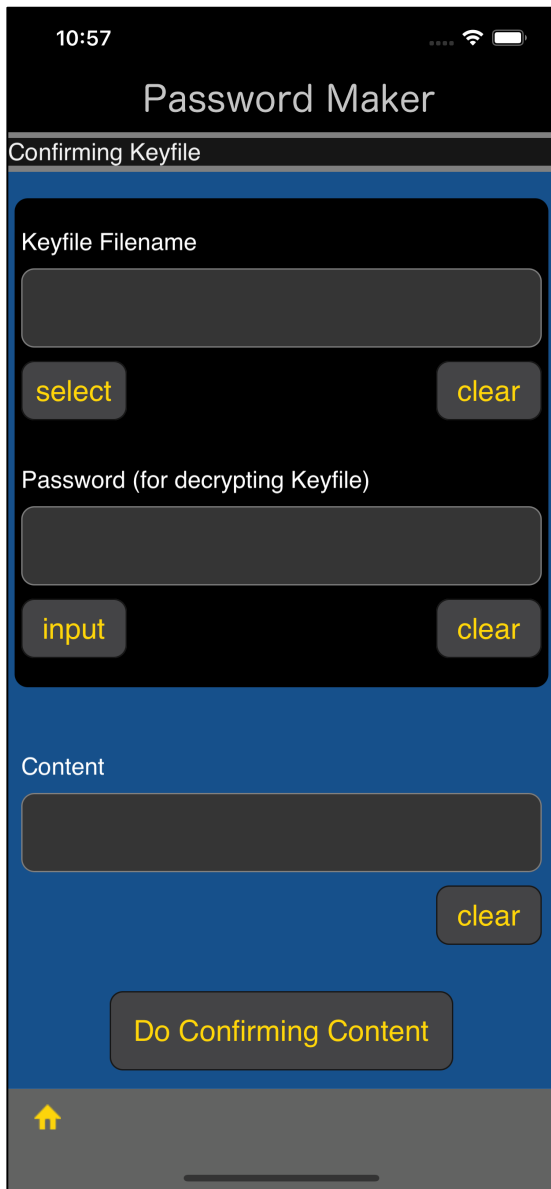 10:57
Password Maker
Confirming Keyfile
Keyfile Filename
select
clear
Password (for decrypting Keyfile)
input
clear
Content
clear
Do Confirming Content